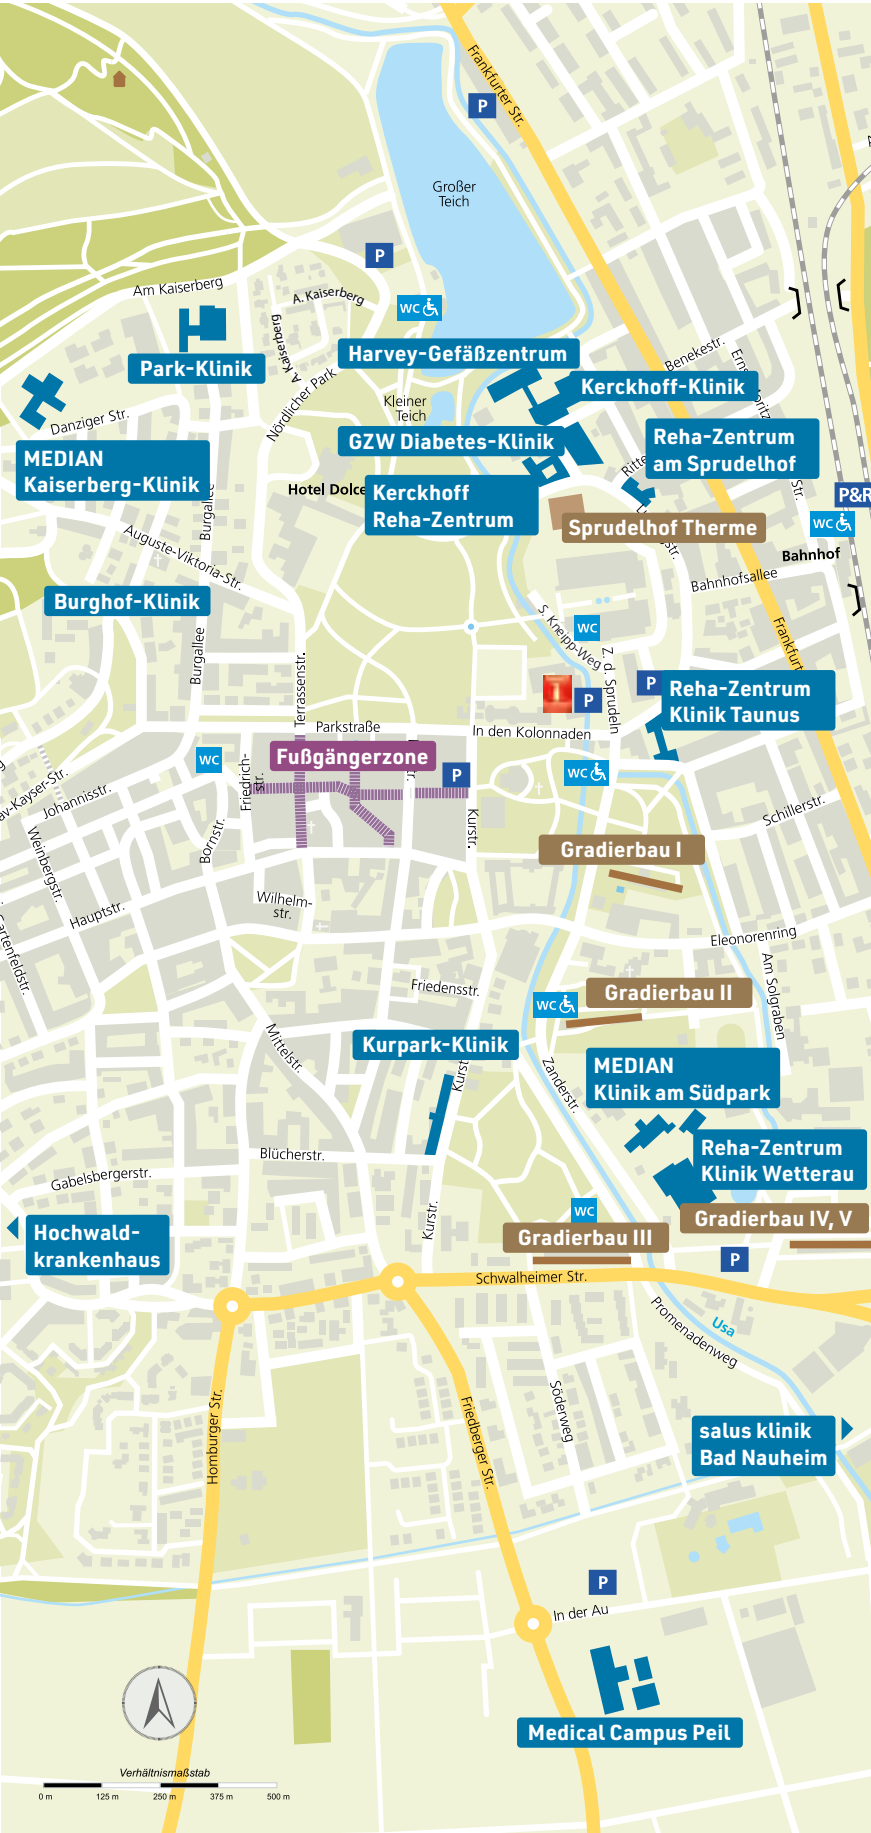 Frankfurter Str.
P
Großer
Teich
P
Am Kaiserberg
A. Kaiserberg
WC
A. Kaiserberg
Park-Klinik
Harvey-Gefäßzentrum
Benekestr.
Kerckhoff-Klinik
Nördlicher Park
Kleiner
Teich
Danziger Str.
MEDIAN
Kaiserberg-Klinik
GZW Diabetes-Klinik
Reha-Zentrum
am Sprudelhof
Str.
Hotel Dolce
Kerckhoff
Reha-Zentrum
P&R
WC
Burgallee
Sprudelhof Therme
Auguste-Viktoria-Str.
Bahnhof
Bahnhofsallee
Burghof-Klinik
S. Kneipp-Weg
WC
Burgallee
Terrassenstr.
Z. d. Sprudeln
P
Reha-Zentrum
Klinik Taunus
i
P
Parkstraße
In den Kolonnaden
WC
Fußgängerzone
P
WC
Friedrich-
str.
Johannisstr.
Kurstr.
Schillerstr.
Bornstr.
Weinbergstr.
Gradierbau I
Wilhelm-
str.
Hauptstr.
Eleonorenring
Am Solgraben
Friedensstr.
Gradierbau II
WC
Mittelstr.
Kurpark-Klinik
Kurstr.
Zanderstr.
MEDIAN
Klinik am Südpark
Reha-Zentrum
Klinik Wetterau
Blücherstr.
Gabelsbergerstr.
Kurstr.
WC
Gradierbau IV, V
Gradierbau III
Hochwald-
krankenhaus
P
Schwalheimer Str.
Promenadenweg
Usa
Homburger Str.
Friedberger Str.
Söderweg
salus klinik
Bad Nauheim
P
In der Au
Medical Campus Peil
Verhältnismaßstab
0 m
125 m
250 m
375 m
500 m